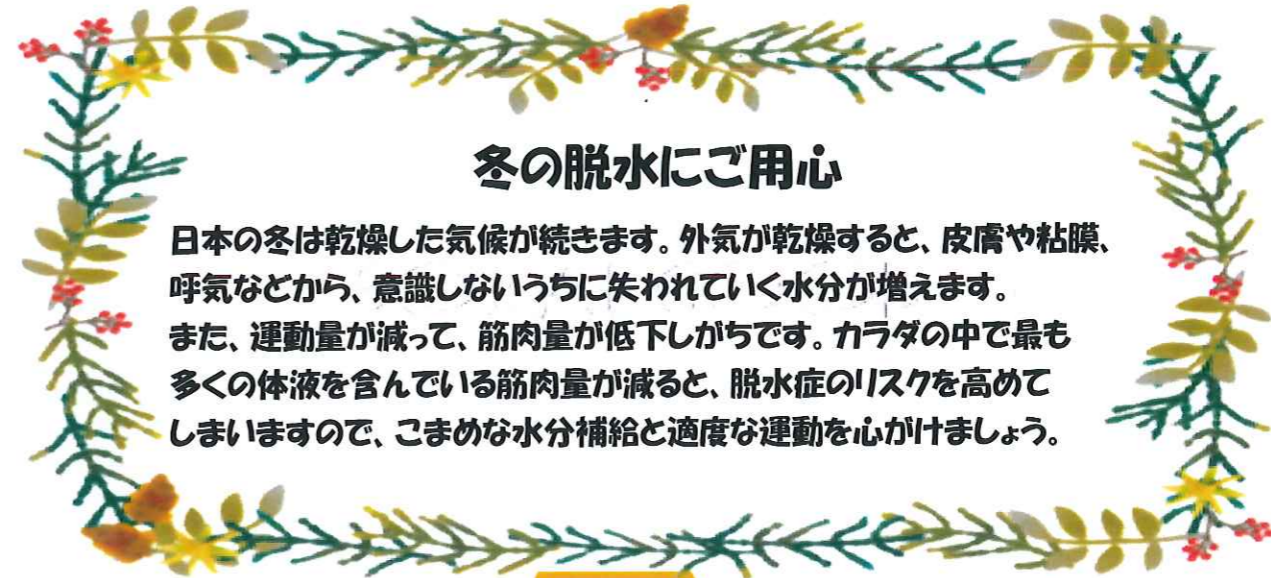 冬の脱水にご用心
日本の冬は乾燥した気候が続きます。外気が乾燥すると、皮膚や粘膜、
呼気などから、意識しないうちに失われていく水分が増えます。
また、運動量が減って、筋肉量が低下しがちです。カラダの中で最も
多くの体液を含んでいる筋肉量が減ると、脱水症のリスクを高めて
しまいますので、こまめな水分補給と適度な運動を心がけましょう。